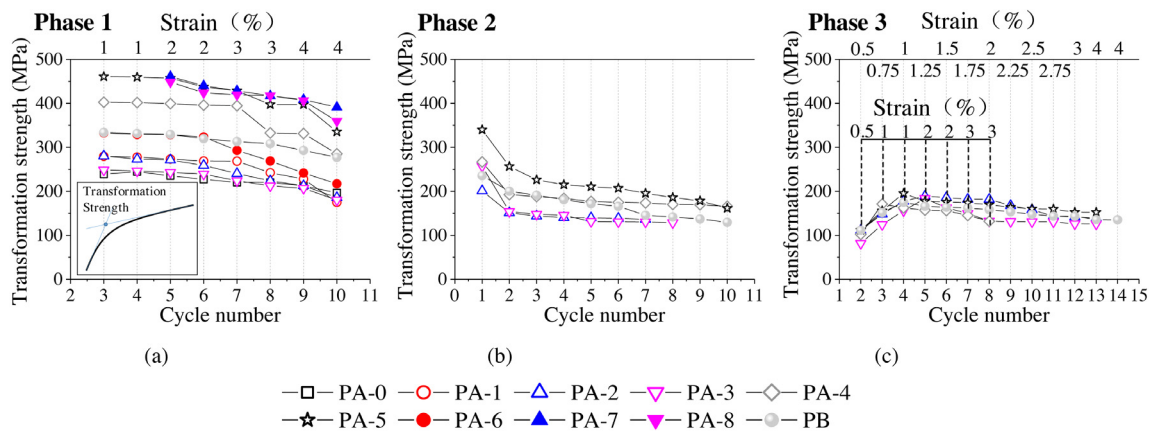 Phase 1
Strain（%）
1 1 2 2 3 3 4 4
Transformation strength (MPa)
500
400
300
200
100
0
Transformation
Strength
2 3 4 5 6 7 8 9 10 11
Cycle number
(a)
Phase 2
Transformation strength (MPa)
500
400
300
200
100
0
0 1 2 3 4 5 6 7 8 9 10 11
Cycle number
(b)
Phase 3
Strain（%）
0.5 1 1.5 2 2.5 3 4 4
0.75 1.25 1.75 2.25 2.75
Strain（%）
0.5 1 1 2 2 3 3
Transformation strength (MPa)
500
400
300
200
100
0
1 2 3 4 5 6 7 8 9 10 11 12 13 14 15
Cycle number
(c)
PA-0 PA-1 PA-2 PA-3 PA-4
PA-5 PA-6 PA-7 PA-8 PB